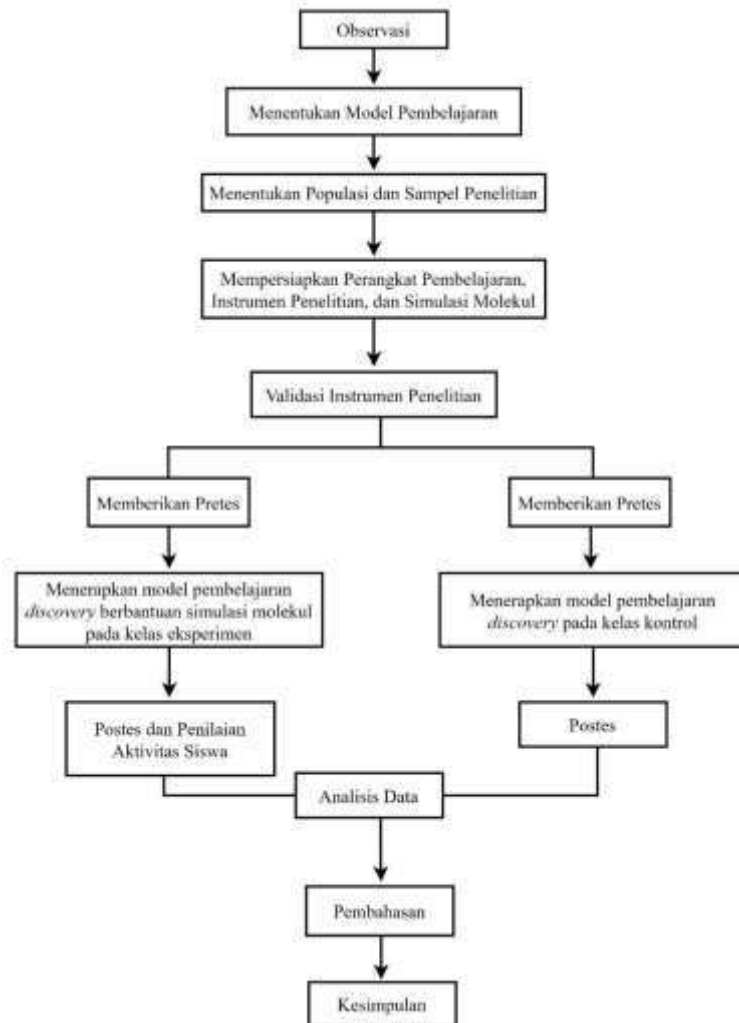 Observasi
Menentukan Model Pembelajaran
Menentukan Populasi dan Sampel Penelitian
Mempersiapkan Perangkat Pembelajaran,
Instrumen Penelitian, dan Simulasi Molekul
Validasi Instrumen Penelitian
Memberikan Pretes
Memberikan Pretes
Menerapkan model pembelajaran
discovery berbantuan simulasi molekul
pada kelas eksperimen
Menerapkan model pembelajaran
discovery pada kelas kontrol
Postes dan Penilaian
Aktivitas Siswa
Postes
Analisis Data
Pembahasan
Kesimpulan